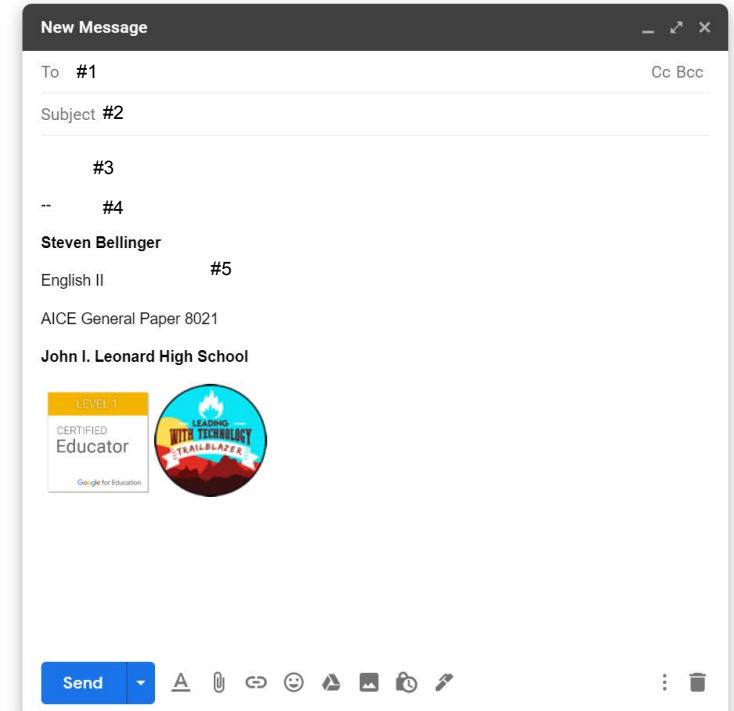 New Message
To #1 Cc Bcc
Subject #2
#3
-- #4
Steven Bellinger
#5
English II
AICE General Paper 8021
John I. Leonard High School
LEVEL 1
CERTIFIED
Educator
Google for Education
LEADING
WITH TECHNOLOGY
TRAILBLAZER
Send